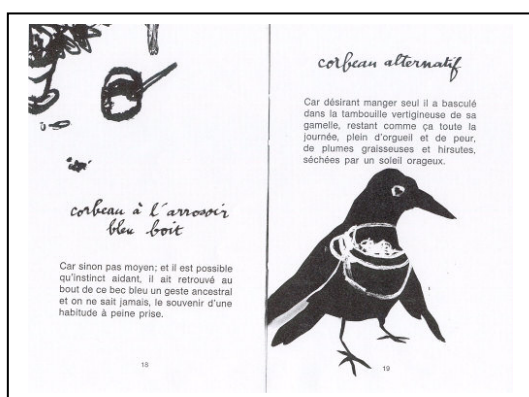 corbeau à l'arrosoir
bleu boit
Car sinon pas moyen; et il est possible
qu'instinct aidant, il ait retrouvé au
bout de ce bec bleu un geste ancestral
et on ne sait jamais, le souvenir d'une
habitude à peine prise.
18
corbeau alternatif
Car désirant manger seul il a basculé
dans la tambouille vertigineuse de sa
gamelle, restant comme ça toute la
journée, plein d'orgueil et de peur,
de plumes graisseuses et hirsutes,
séchées par un soleil orageux.
19